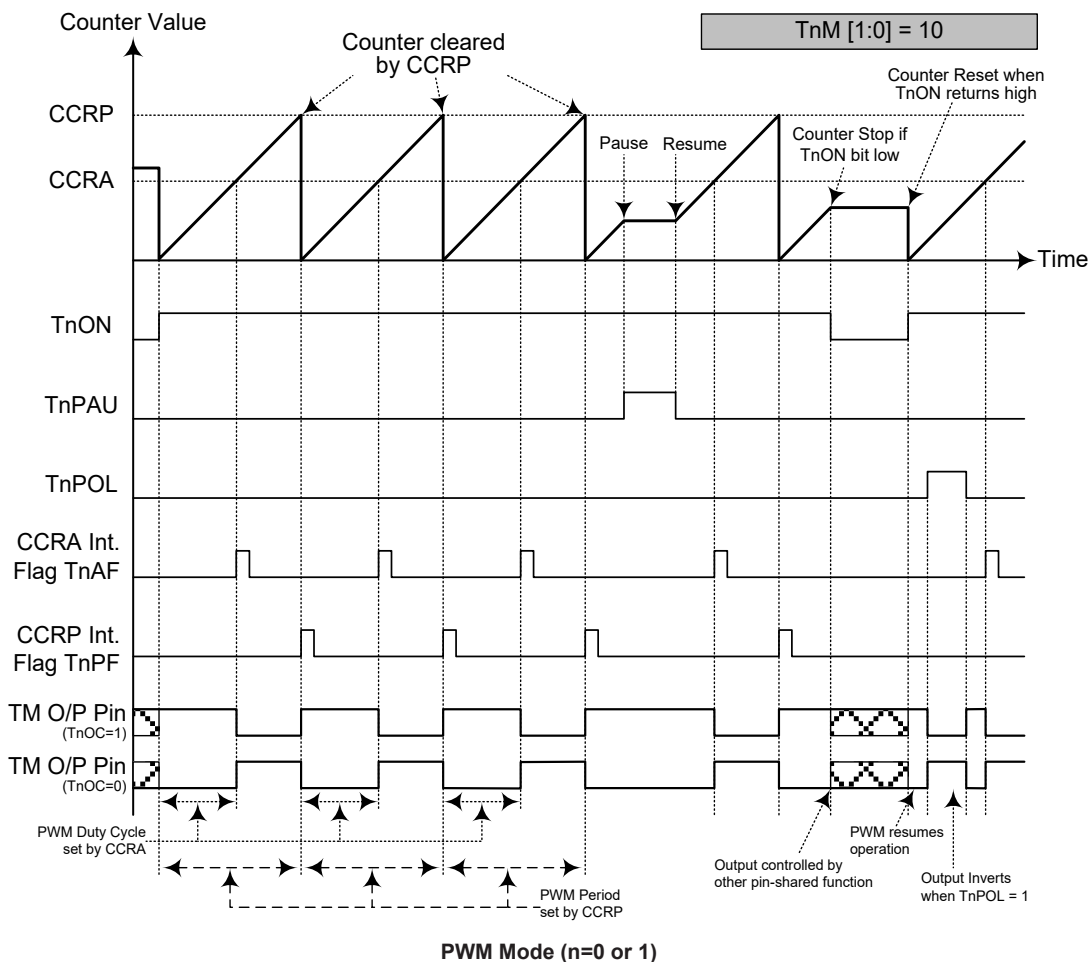 Counter Value
TnM [1:0] = 10
Counter cleared
by CCRP
Counter Reset when
TnON returns high
CCRP
Pause
Resume
Counter Stop if
TnON bit low
CCRA
Time
TnON
TnPAU
TnPOL
CCRA Int.
Flag TnAF
CCRP Int.
Flag TnPF
TM O/P Pin
(TnOC=1)
TM O/P Pin
(TnOC=0)
PWM Duty Cycle
set by CCRA
PWM resumes
operation
Output controlled by
other pin-shared function
Output Inverts
when TnPOL = 1
PWM Period
set by CCRP
PWM Mode (n=0 or 1)